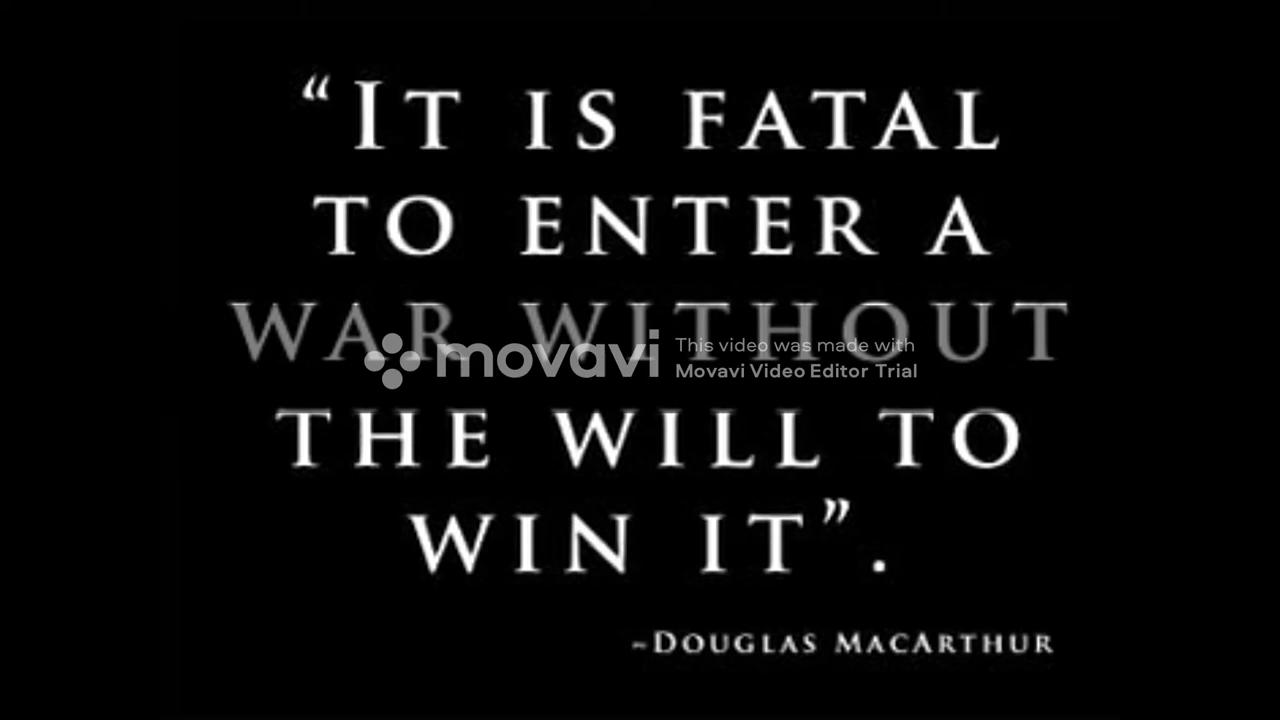 “It is fatal
to enter a
war without
movavi
This video was made with
Movavi Video Editor Trial
the will to
win it”.
~Douglas MacArthur